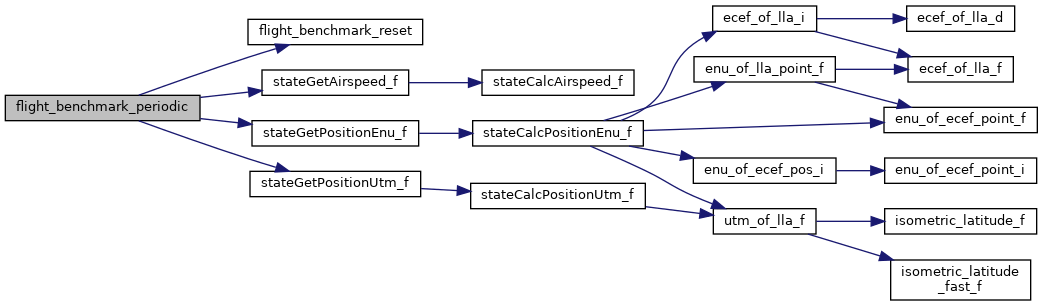 flight_benchmark_periodic
flight_benchmark_reset
stateGetAirspeed_f
stateCalcAirspeed_f
stateGetPositionEnu_f
stateCalcPositionEnu_f
stateGetPositionUtm_f
stateCalcPositionUtm_f
ecef_of_lla_i
ecef_of_lla_d
enu_of_lla_point_f
ecef_of_lla_f
enu_of_ecef_point_f
enu_of_ecef_pos_i
enu_of_ecef_point_i
utm_of_lla_f
isometric_latitude_f
isometric_latitude
_fast_f